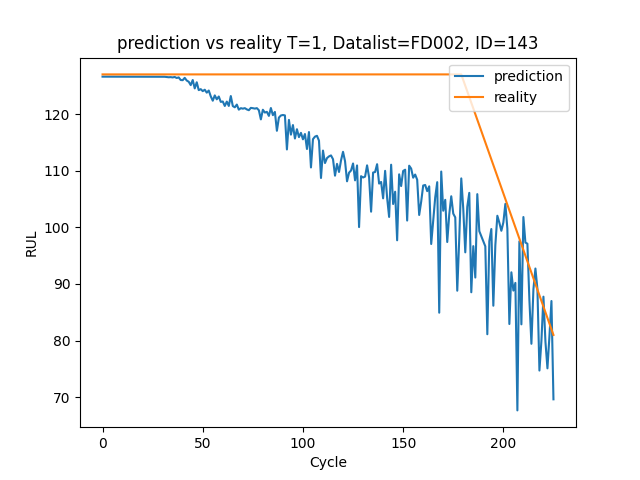 prediction vs reality T=1, Datalist=FD002, ID=143
prediction
reality
RUL
120
110
100
90
80
70
0 50 100 150 200
Cycle